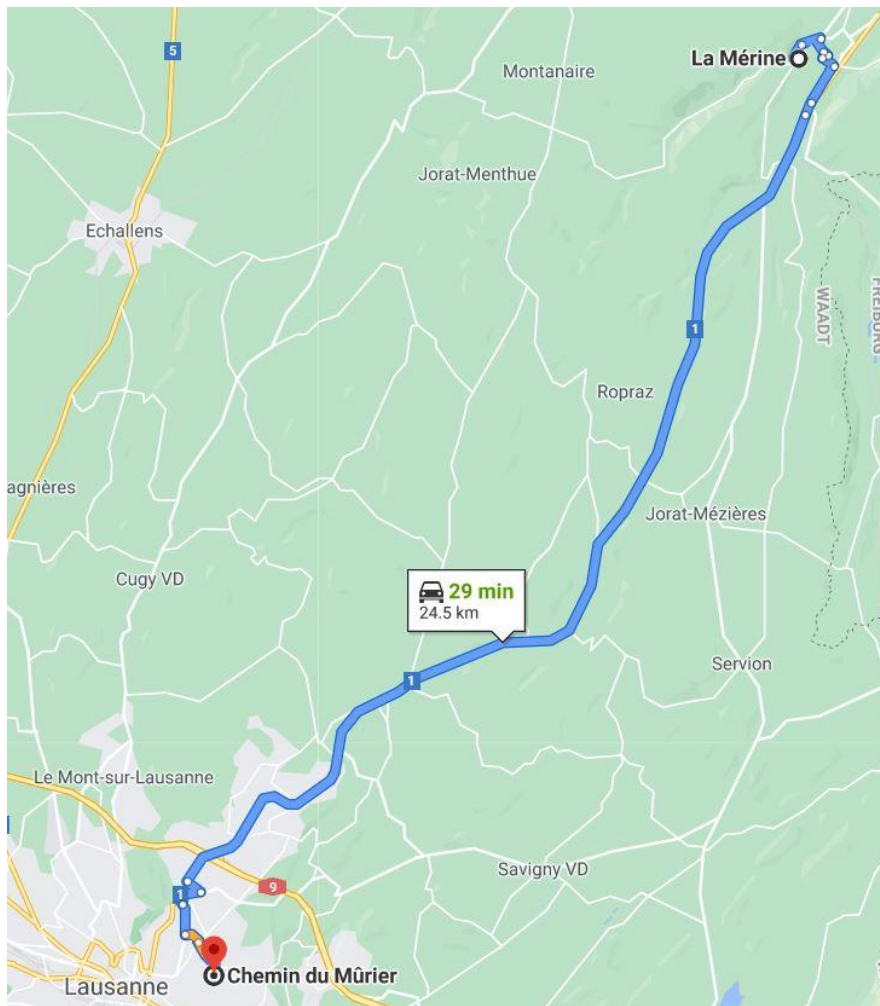 5
La Mérine
Montanaire
Jorat-Menthue
Echallens
FREIBURG
WAADT
1
Ropraz
agnières
Jorat-Mézières
Cugy VD
29 min
24.5 km
Servion
1
Le Mont-sur-Lausanne
Savigny VD
9
1
Chemin du Mûrier
Lausanne